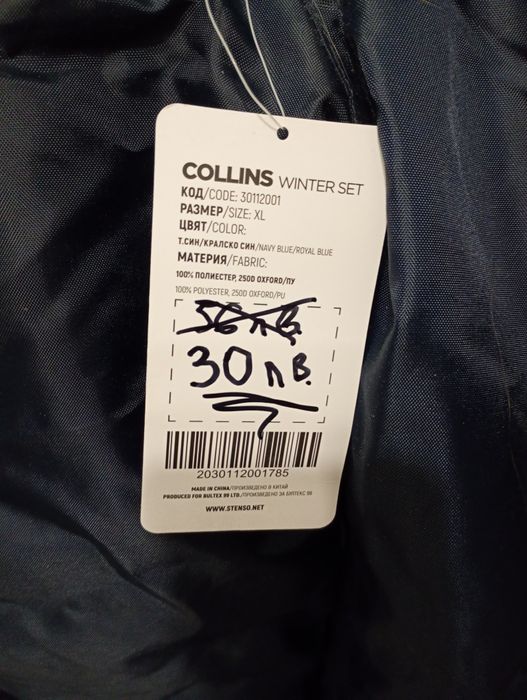 COLLINS WINTER SET
КОД/CODE: 30112001
РАЗМЕР/SIZE: XL
ЦВЯТ/COLOR:
Т.СИН/КРАЛСКО СИН/NAVY BLUE/ROYAL BLUE
МАТЕРИЯ/FABRIC:
100% ПОЛИЕСТЕР, 250D OXFORD/ПУ
100% POLYESTER, 250D OXFORD/PU
56 лв.
30 лв.
2030112001785
MADE IN CHINA/ПРОИЗВЕДЕНО В КИТАЙ
PRODUCED FOR BULTEX 99 LTD./ПРОИЗВЕДЕНО ЗА БУЛТЕКС 99
WWW.STENSO.NET